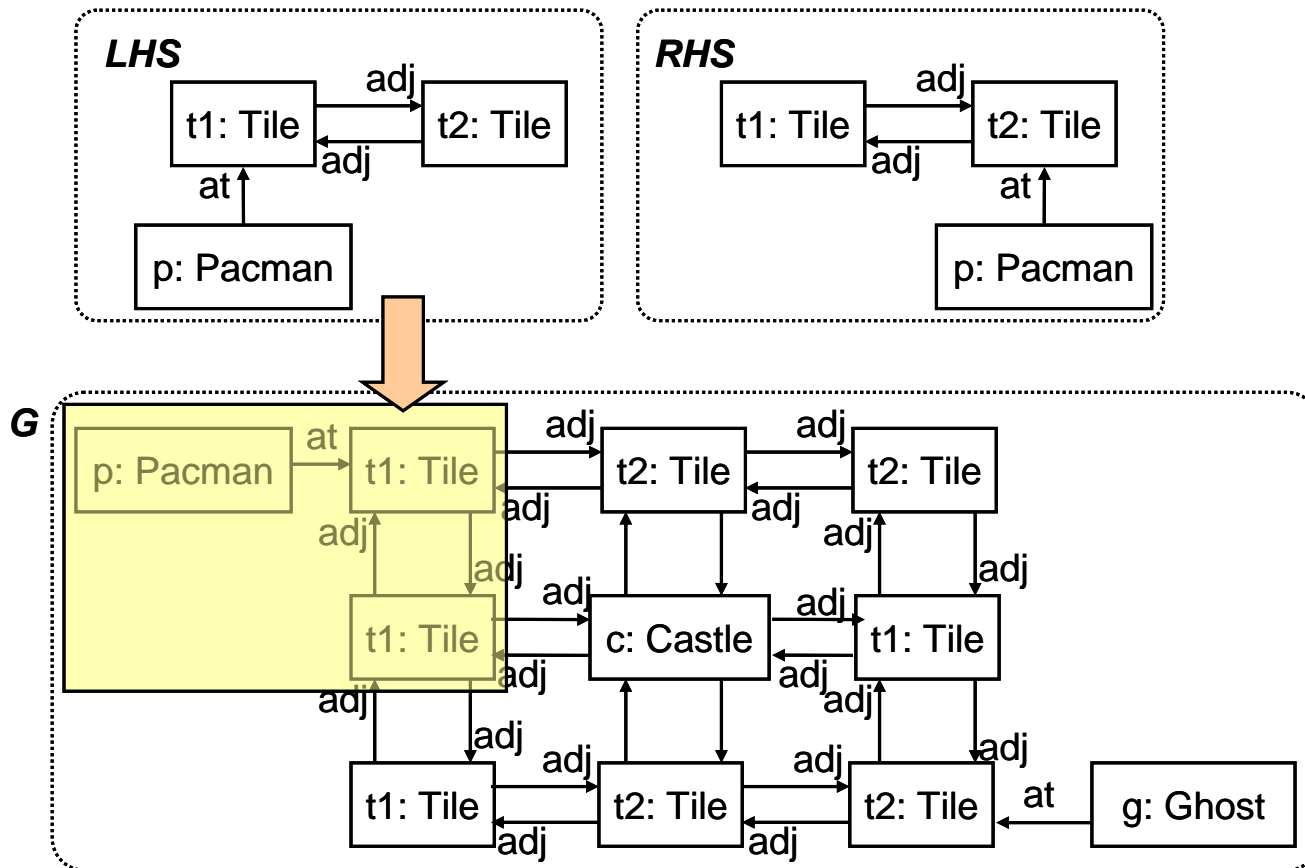 LHS
RHS
adj
adj
t1: Tile
t2: Tile
t1: Tile
t2: Tile
adj
adj
at
at
p: Pacman
p: Pacman
G
at
adj
adj
p: Pacman
t1: Tile
t2: Tile
t2: Tile
adj
adj
adj
adj
adj
adj
adj
adj
t1: Tile
c: Castle
t1: Tile
adj
adj
adj
adj
adj
adj
adj
adj
at
t1: Tile
t2: Tile
t2: Tile
g: Ghost
adj
adj